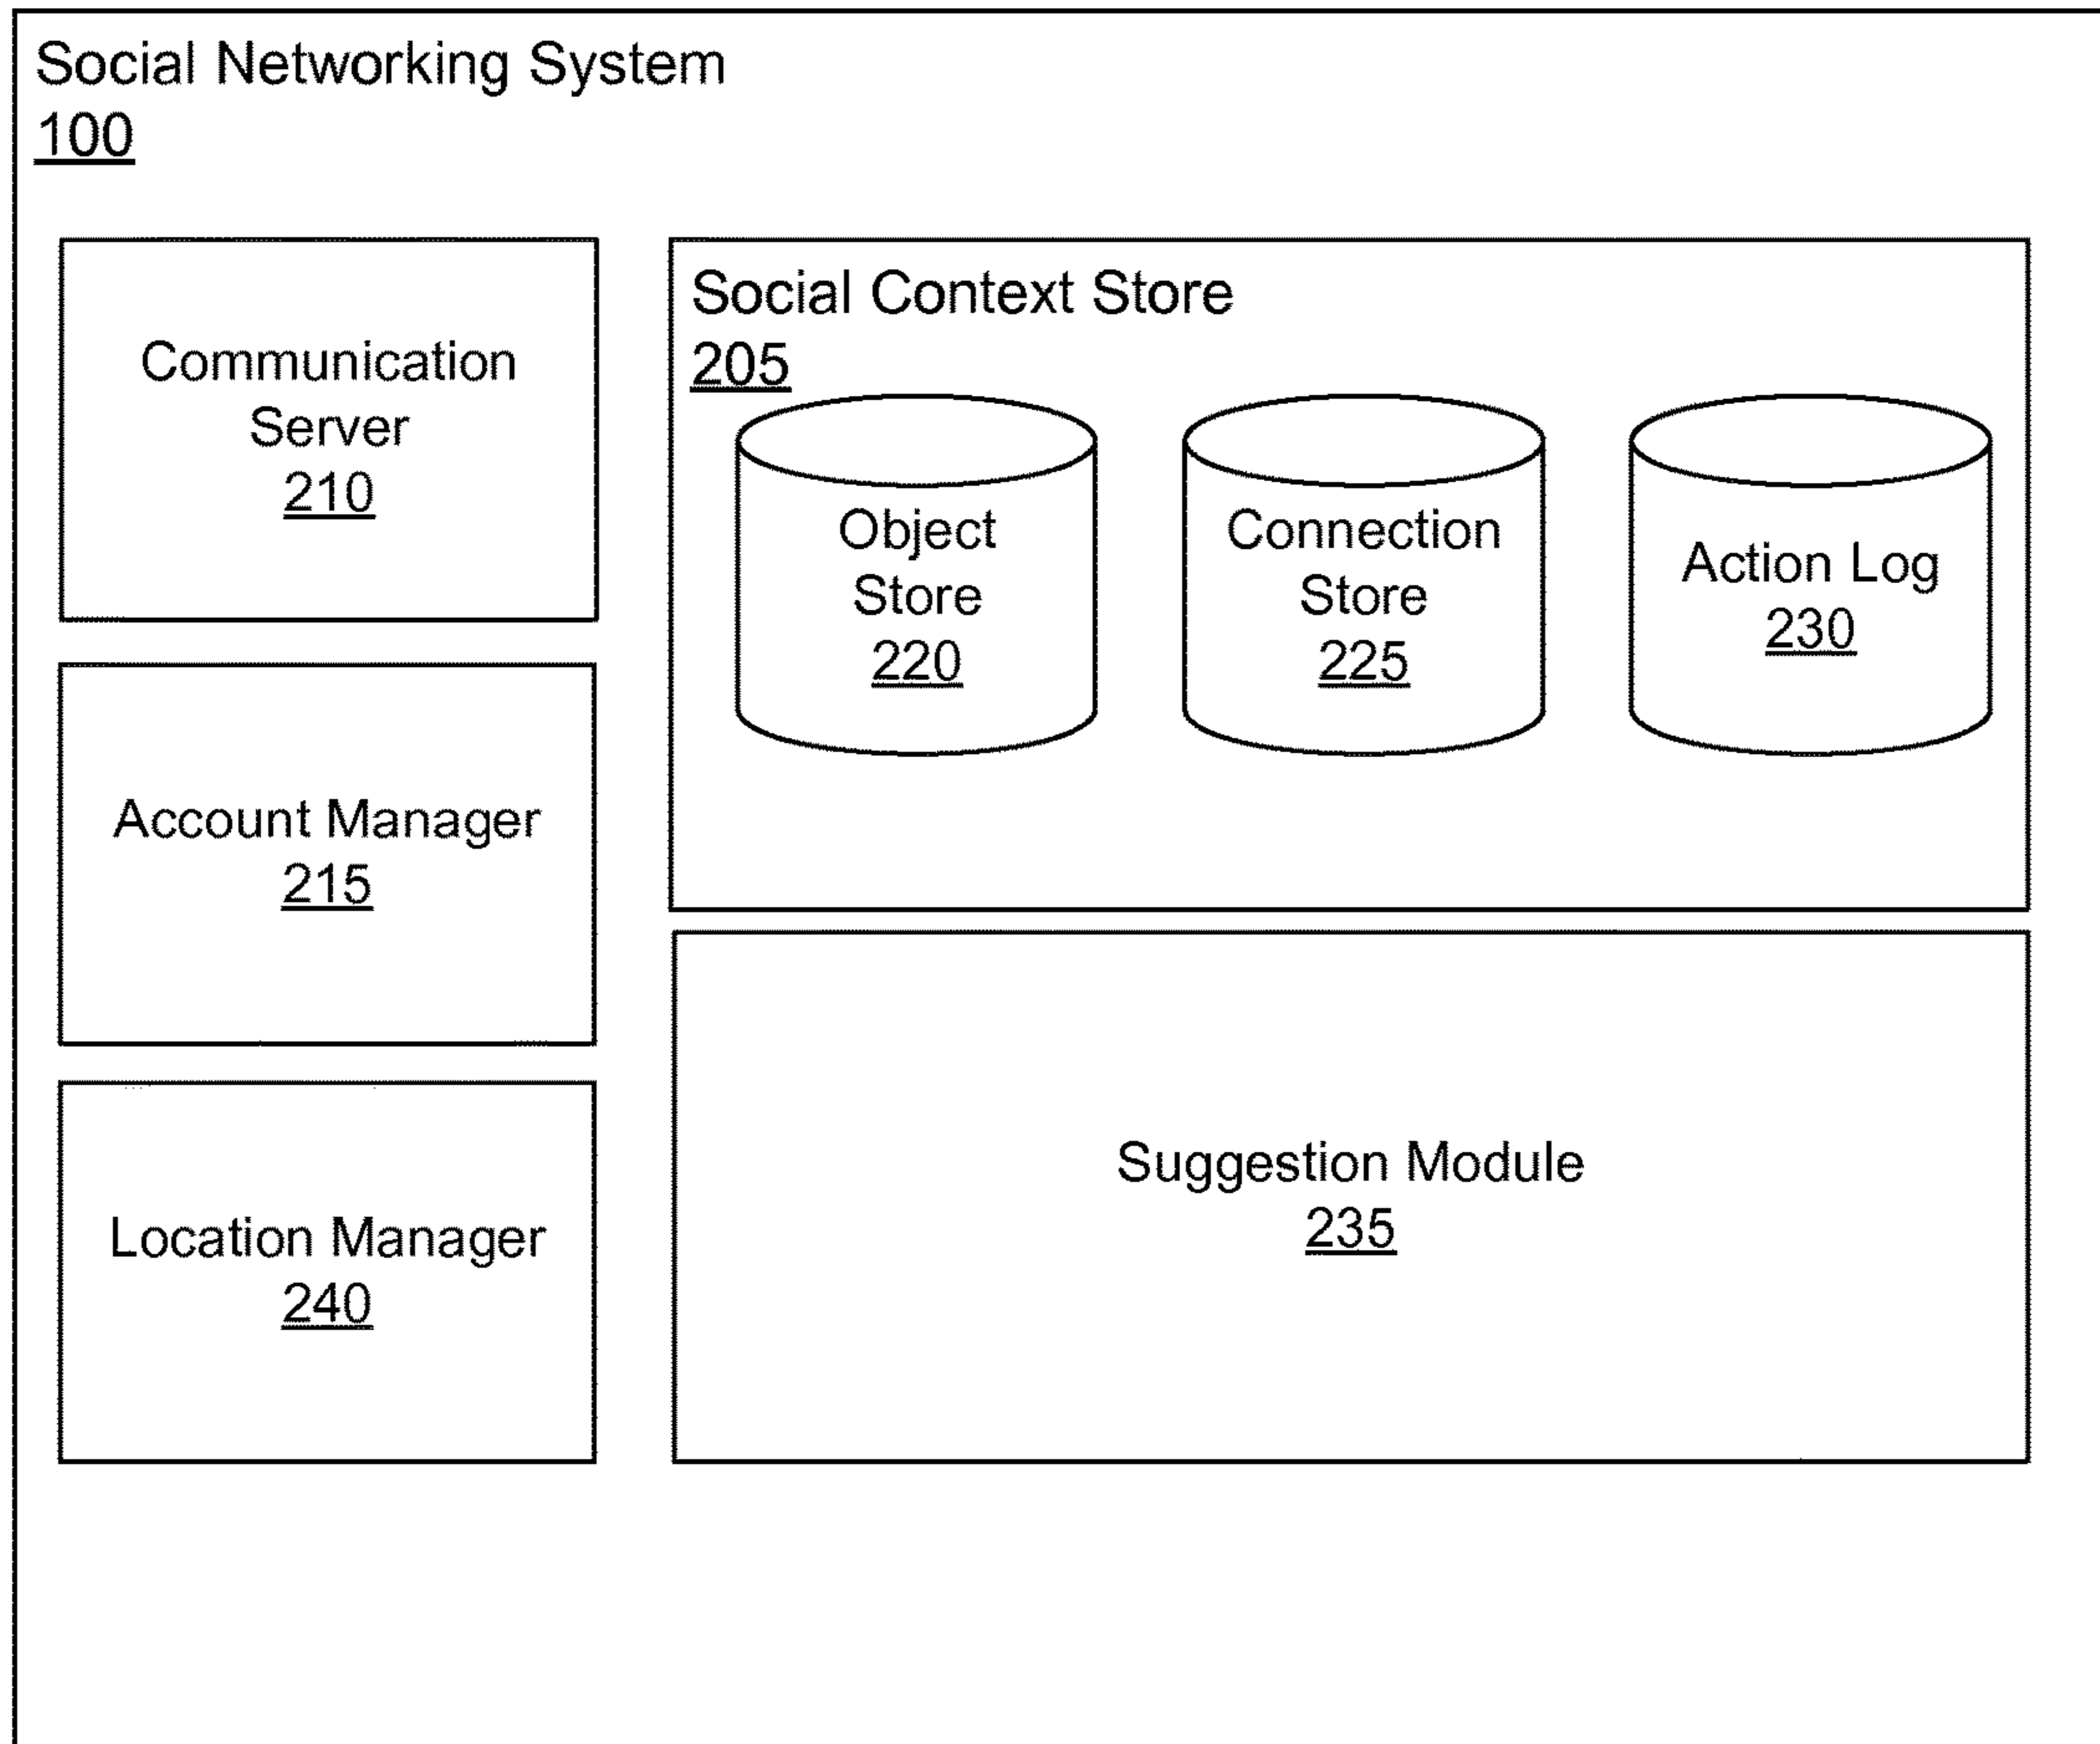 Social Networking System
100
Communication
Server
210
Account Manager
215
Location Manager
240
Social Context Store
205
Object
Store
220
Connection
Store
225
Action Log
230
Suggestion Module
235